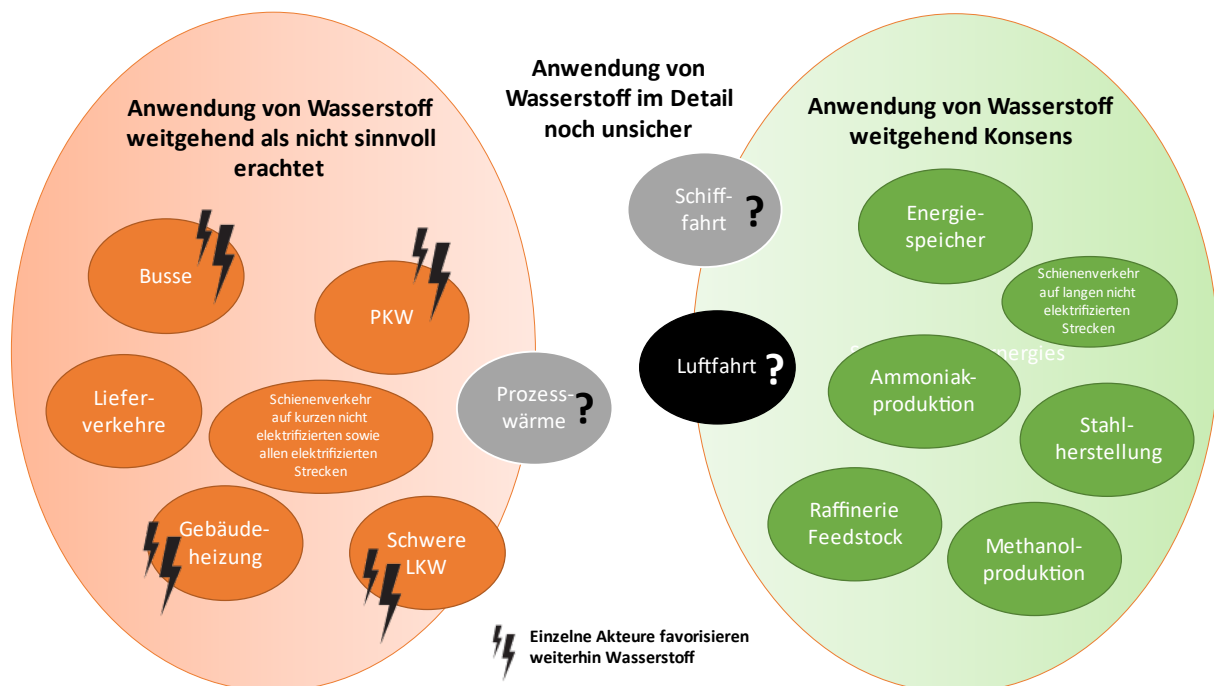 Anwendung von Wasserstoff
weitgehend als nicht sinnvoll
erachtet
Busse
PKW
Liefer-
verkehre
Schienenverkehr
auf kurzen nicht
elektrifizierten sowie
allen elektrifizierten
Strecken
Gebäude-
heizung
Schwere
LKW
Anwendung von
Wasserstoff im Detail
noch unsicher
Schiff-
fahrt ?
Luftfahrt ?
Prozess-
wärme ?
Anwendung von Wasserstoff
weitgehend Konsens
Energie-
speicher
Schienenverkehr
auf langen nicht
elektrifizierten
Strecken
Ammoniak-
produktion
Stahl-
herstellung
Raffinerie
Feedstock
Methanol-
produktion
Einzelne Akteure favorisieren
weiterhin Wasserstoff